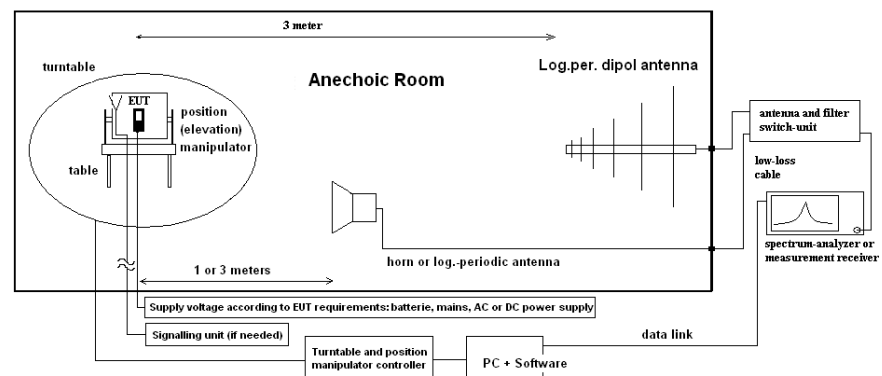 3 meter
turntable
Anechoic Room
Log.per. dipol antenna
EUT
position
(elevation)
manipulator
table
antenna and filter
switch-unit
low-loss
cable
spectrum-analyzer or
measurement receiver
horn or log.-periodic antenna
1 or 3 meters
Supply voltage according to EUT requirements: batterie, mains, AC or DC power supply
Signalling unit (if needed)
data link
Turntable and position
manipulator controller
PC + Software